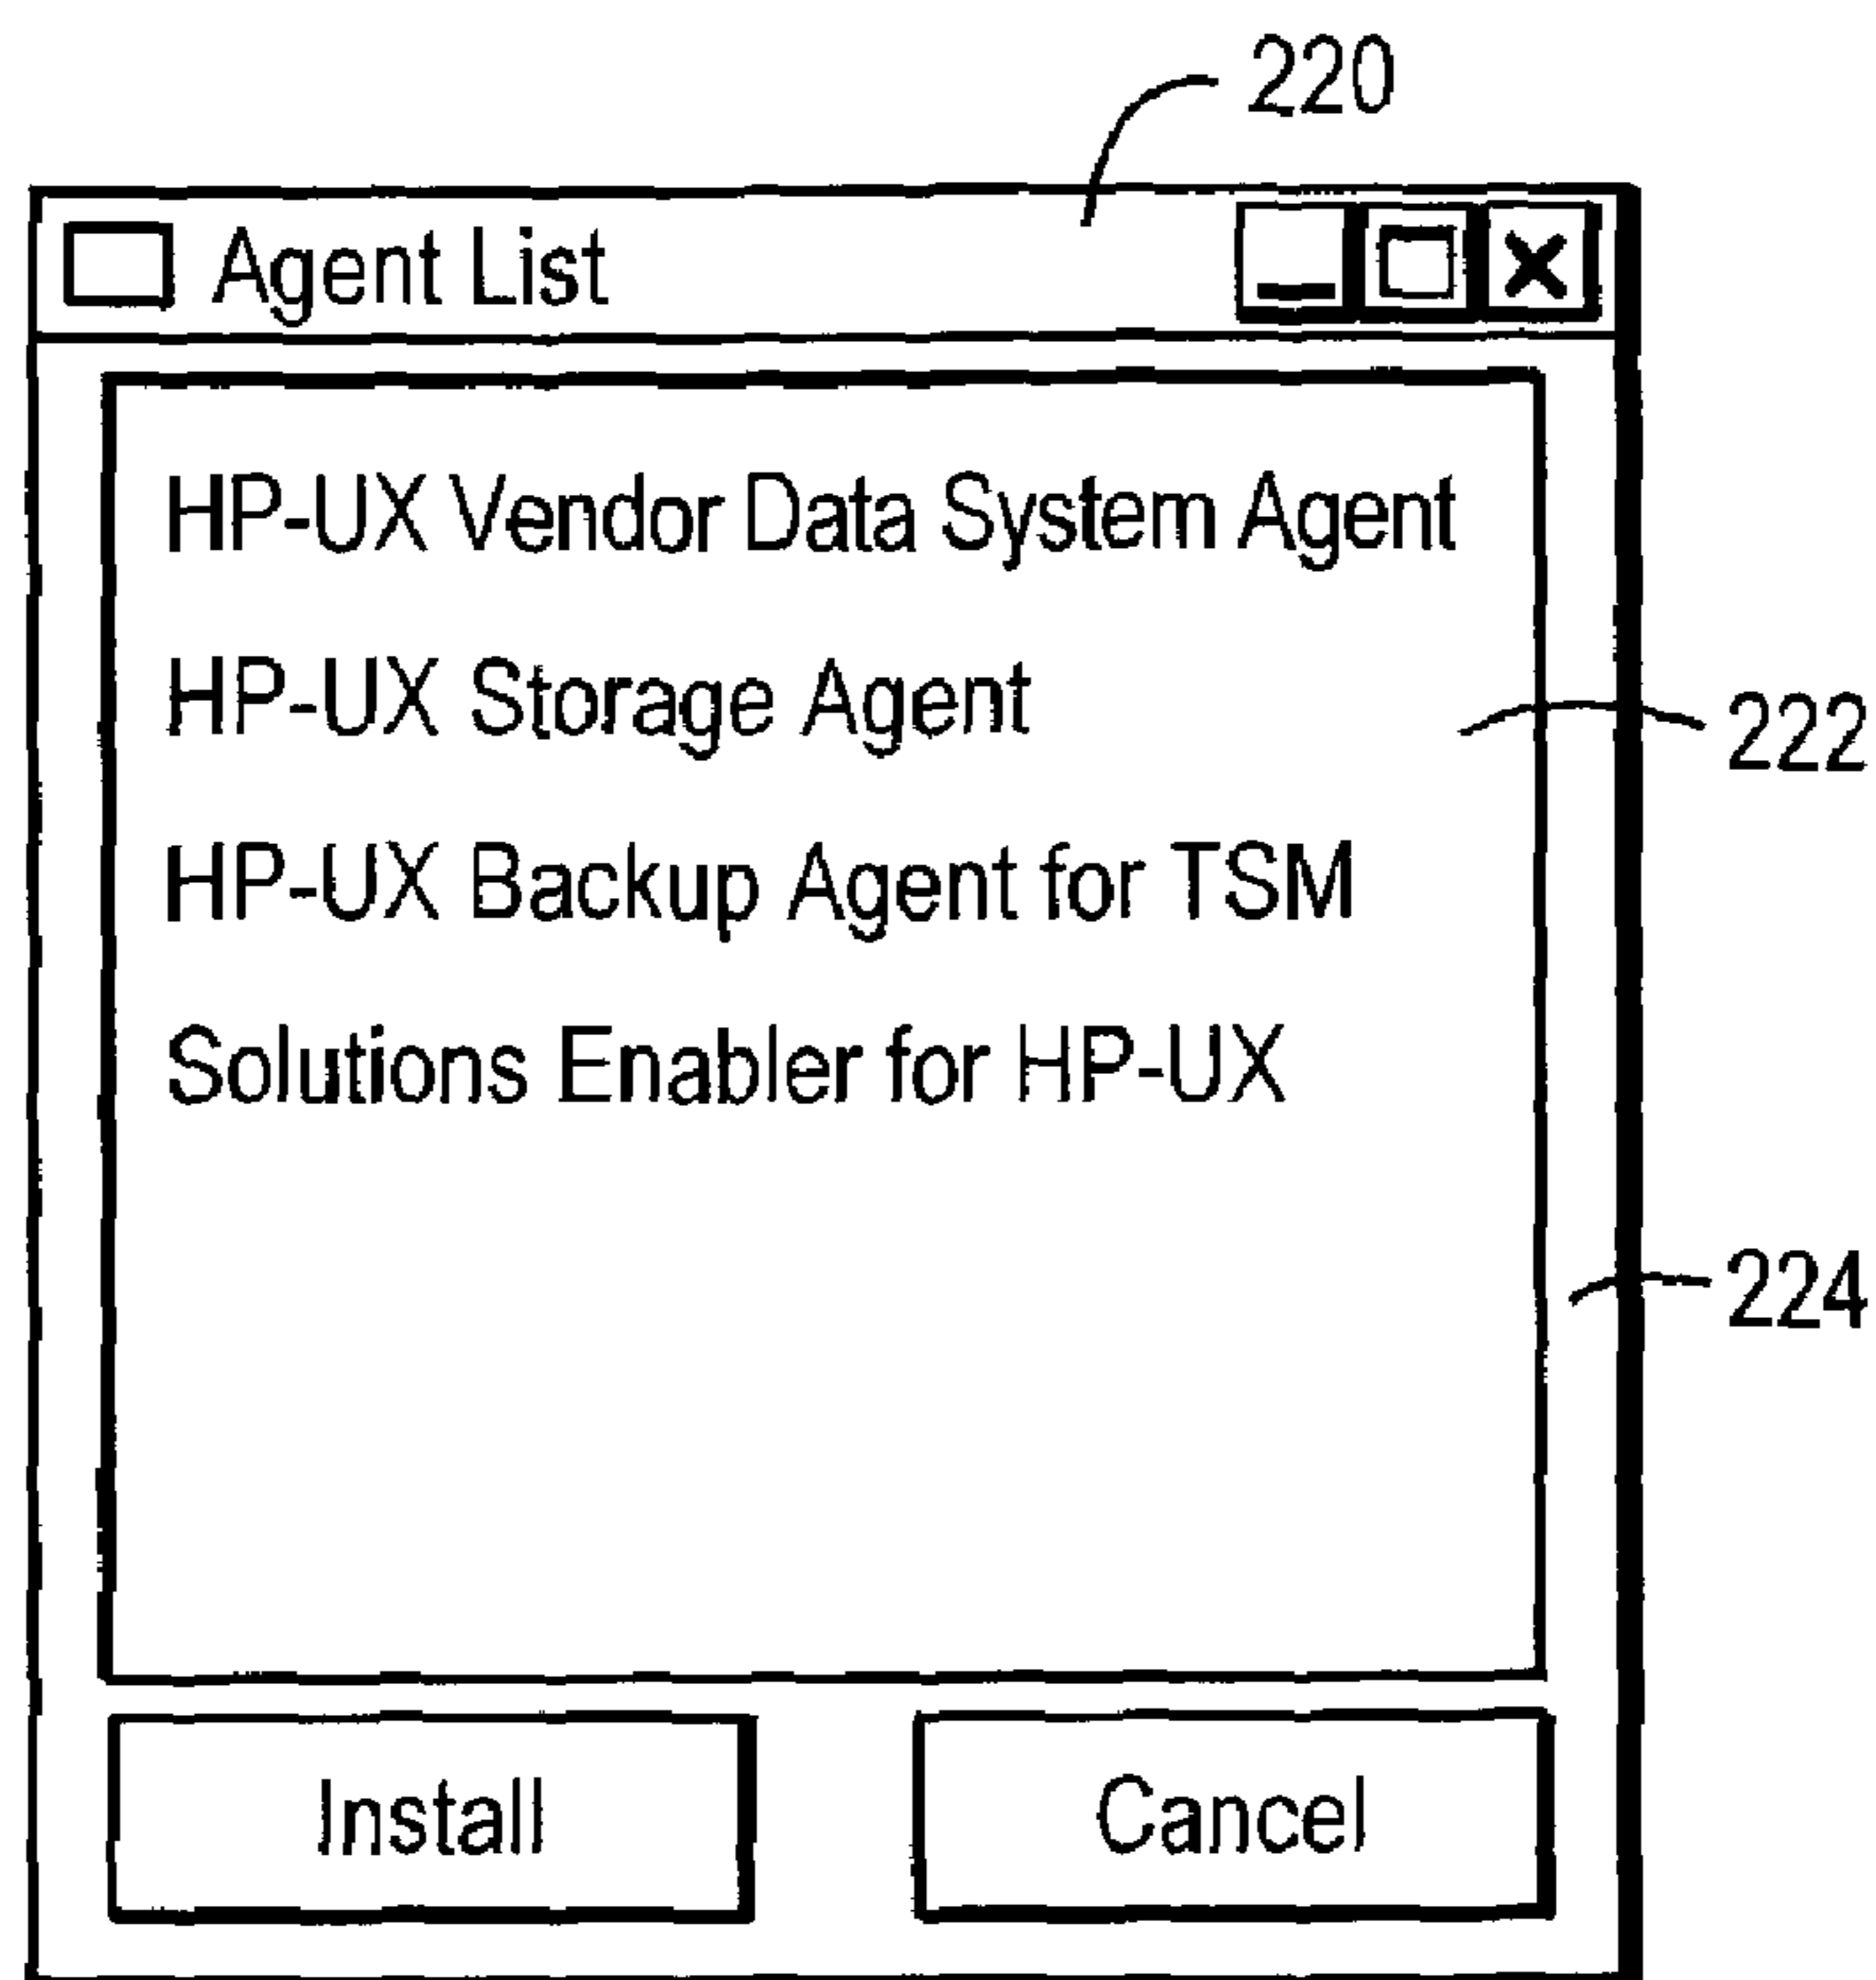 220
Agent List
HP-UX Vendor Data System Agent
HP-UX Storage Agent
222
HP-UX Backup Agent for TSM
Solutions Enabler for HP-UX
224
Install
Cancel